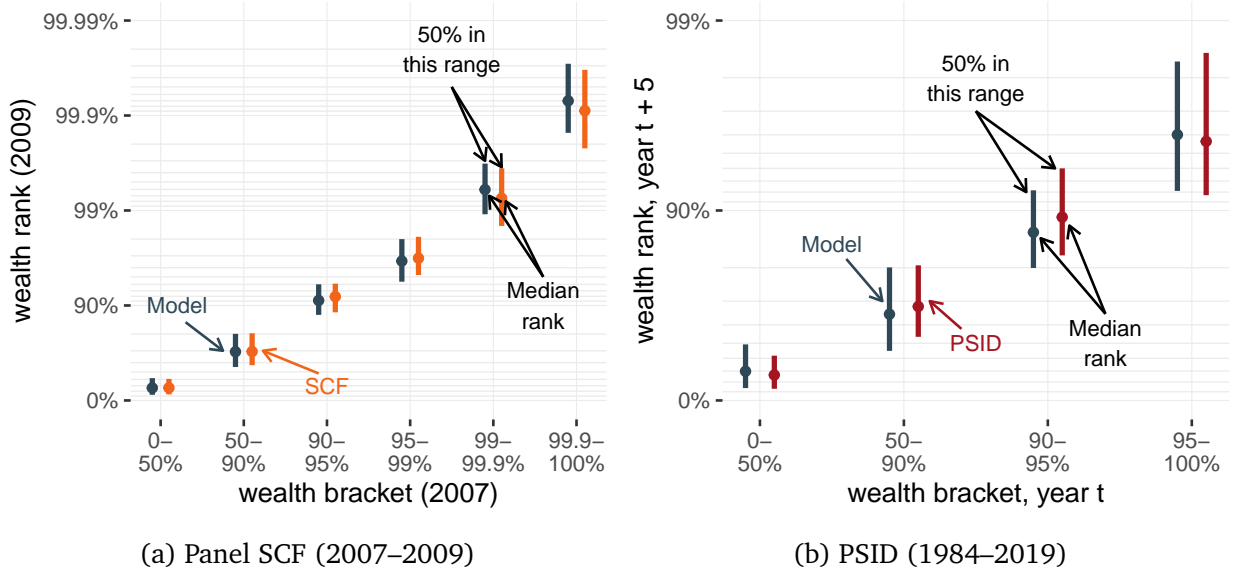 99.99%
99.9%
99%
90%
0%
wealth rank (2009)
50% in
this range
Model
SCF
Median
rank
0–
50%
50–
90%
90–
95%
95–
99%
99–
99.9%
99.9–
100%
wealth bracket (2007)
(a) Panel SCF (2007–2009)
99%
90%
0%
wealth rank, year t + 5
50% in
this range
Model
PSID
Median
rank
0–
50%
50–
90%
90–
95%
95–
100%
wealth bracket, year t
(b) PSID (1984–2019)